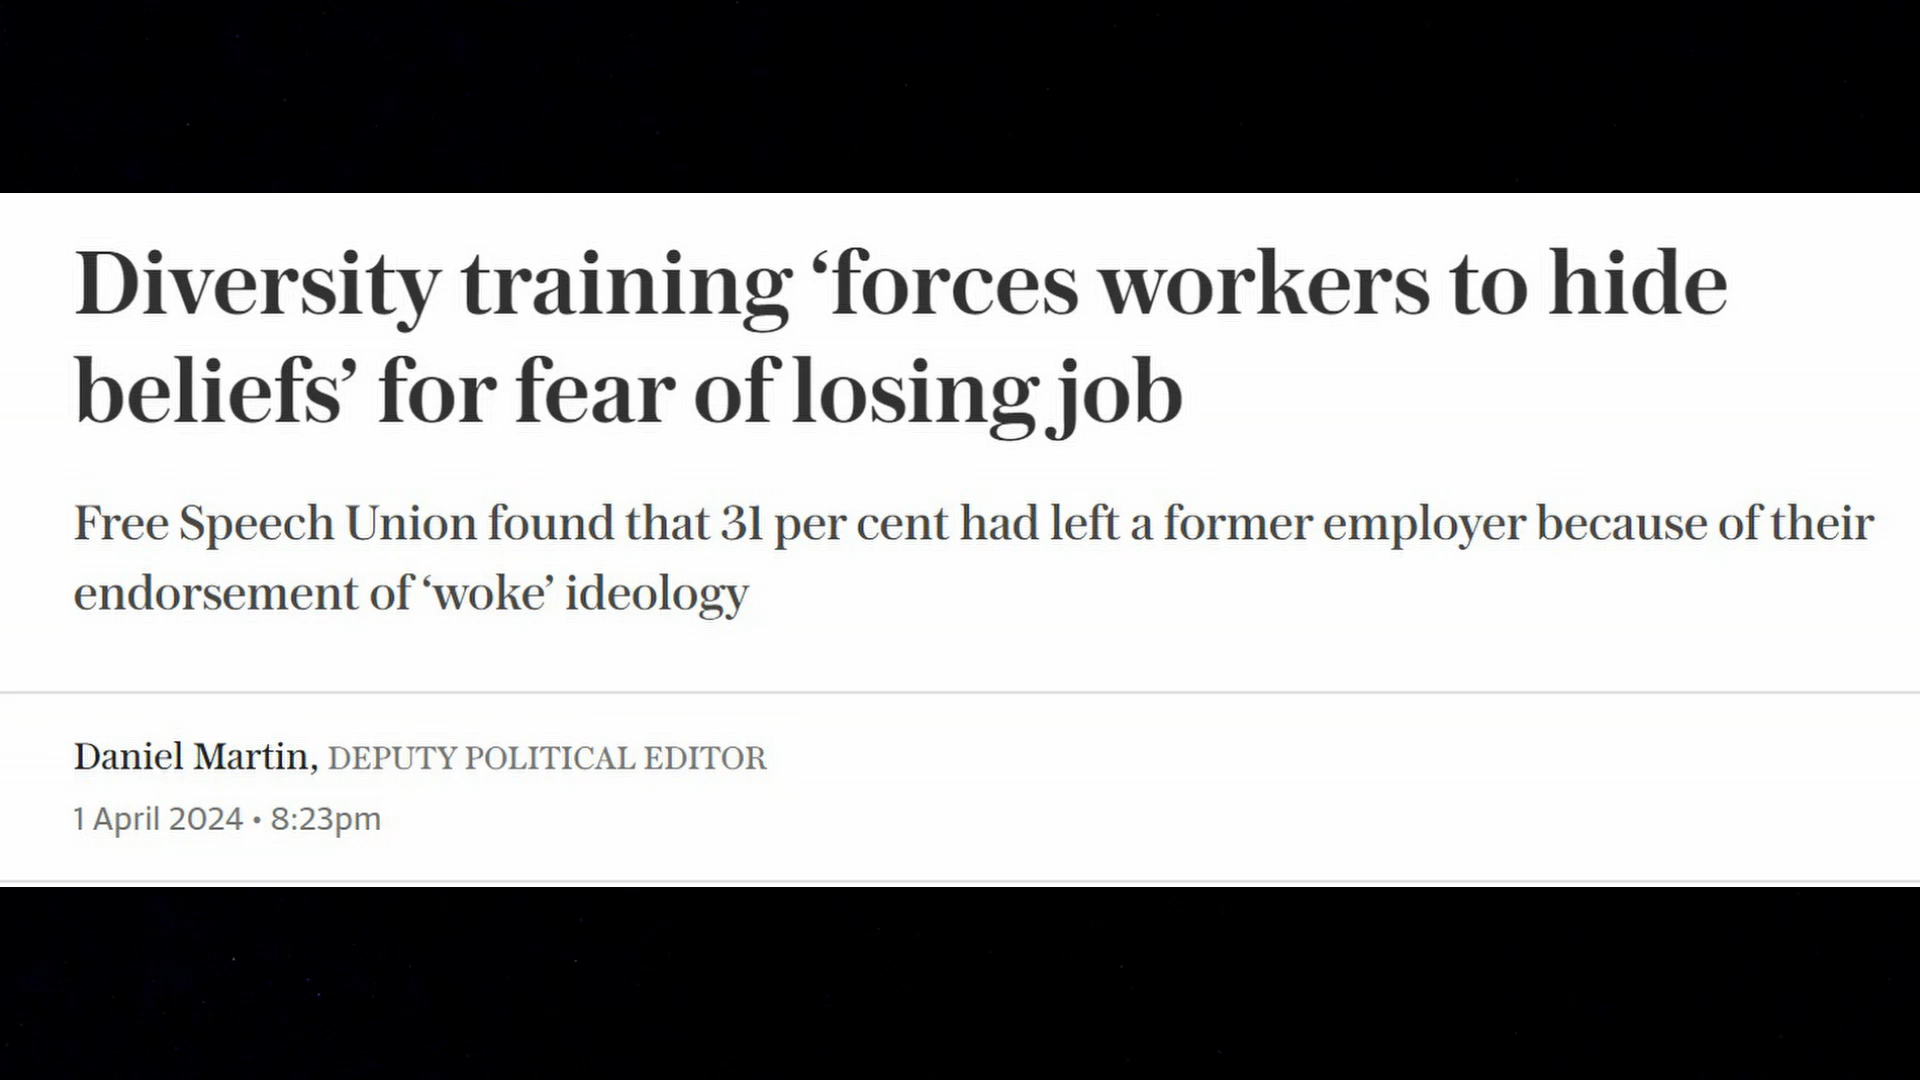 Diversity training ‘forces workers to hide
beliefs’ for fear of losing job
Free Speech Union found that 31 per cent had left a former employer because of their
endorsement of ‘woke’ ideology
Daniel Martin, DEPUTY POLITICAL EDITOR
1 April 2024 • 8:23pm